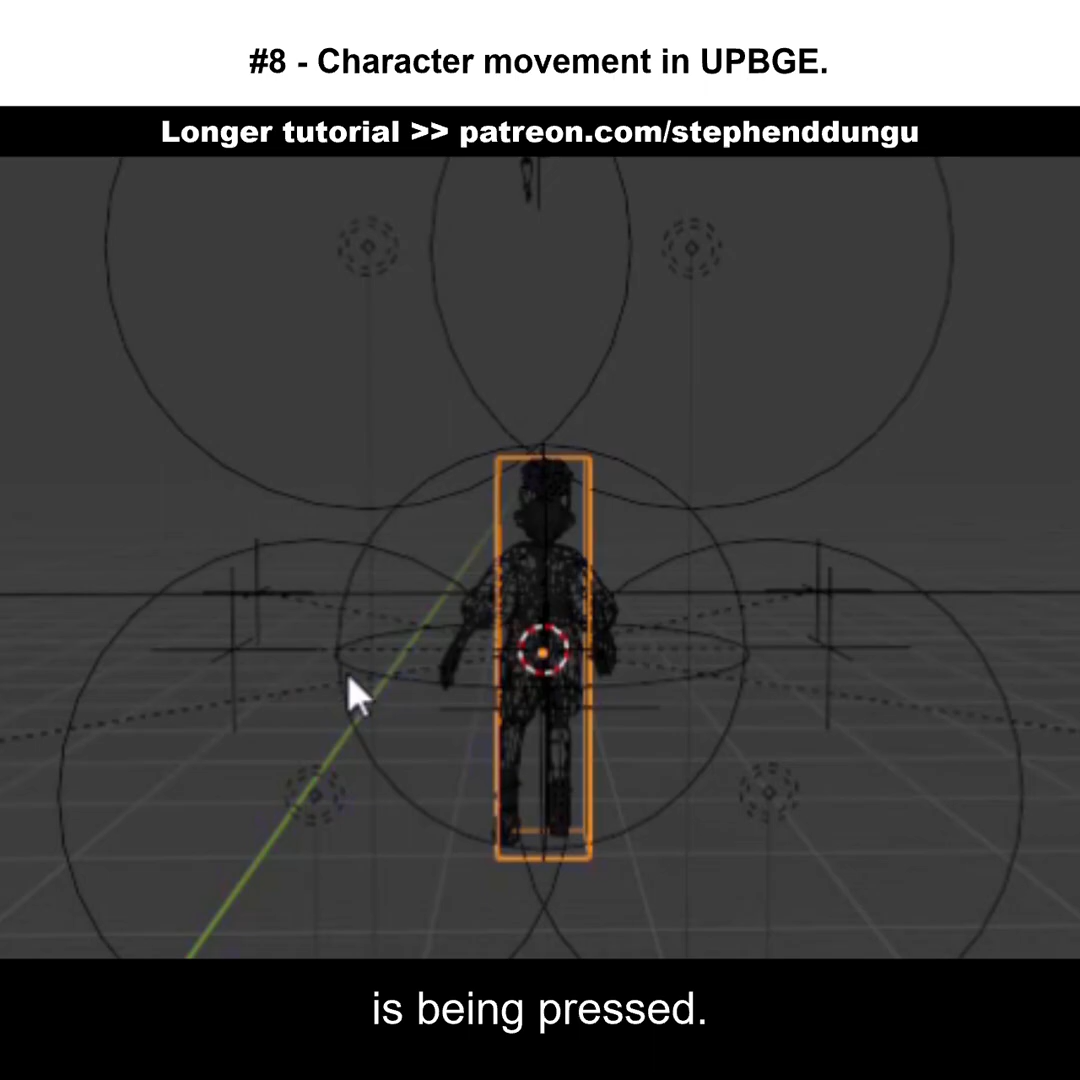 #8 - Character movement in UPBGE.
Longer tutorial >> patreon.com/stephenddungu
is being pressed.